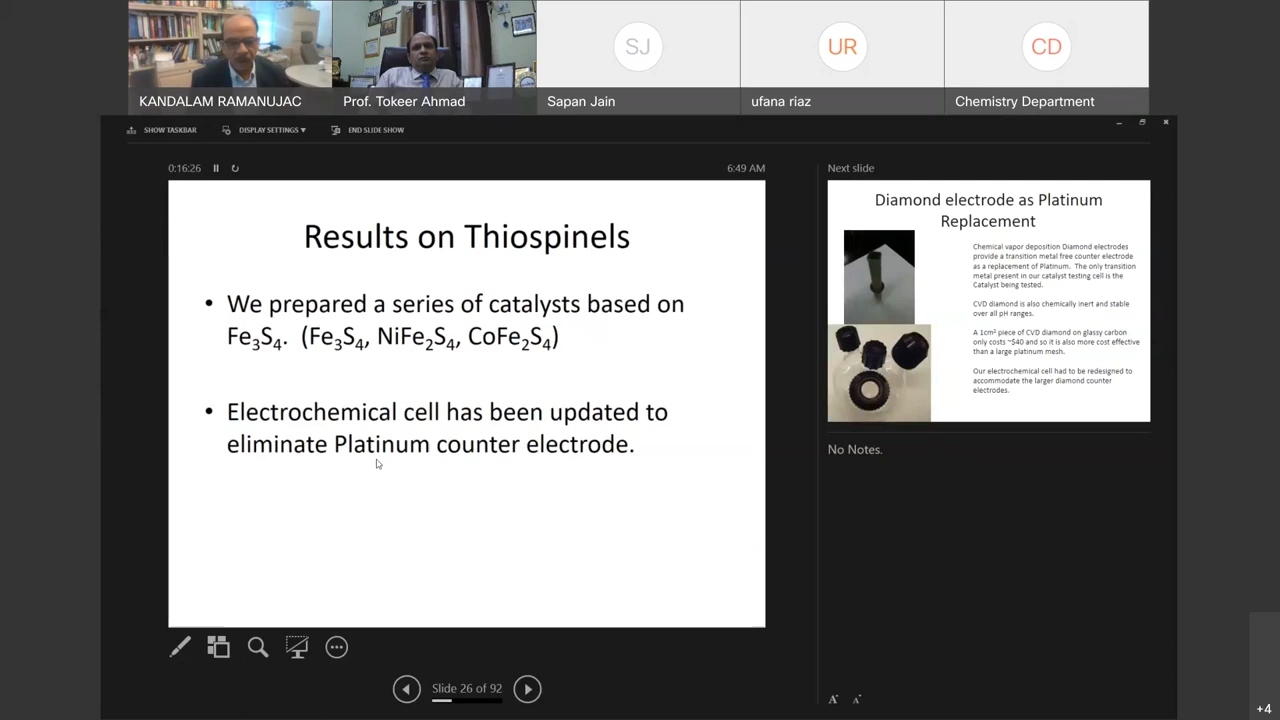 SJ
UR
CD
KANDALAM RAMANUJAC
Prof. Tokeer Ahmad
Sapan Jain
ufana riaz
Chemistry Department
SHOW TASKBAR
DISPLAY SETTINGS ▾
END SLIDE SHOW
0:16:26
6:49 AM
Results on Thiospinels
• We prepared a series of catalysts based on
Fe₃S₄. (Fe₃S₄, NiFe₂S₄, CoFe₂S₄)
• Electrochemical cell has been updated to
eliminate Platinum counter electrode.
Next slide
Diamond electrode as Platinum
Replacement
Chemical vapor deposition Diamond electrodes
provide a transition metal free counter electrode
as a replacement of Platinum. The only transition
metal present in our catalyst testing cell is the
Catalyst being tested.
CVD diamond is also chemically inert and stable
over all pH ranges.
A 1cm² piece of CVD diamond on glassy carbon
only costs ~$40 and so it is also more cost effective
than a large platinum mesh.
Our electrochemical cell had to be redesigned to
accommodate the larger diamond counter
electrodes.
No Notes.
Slide 26 of 92
A A
+4